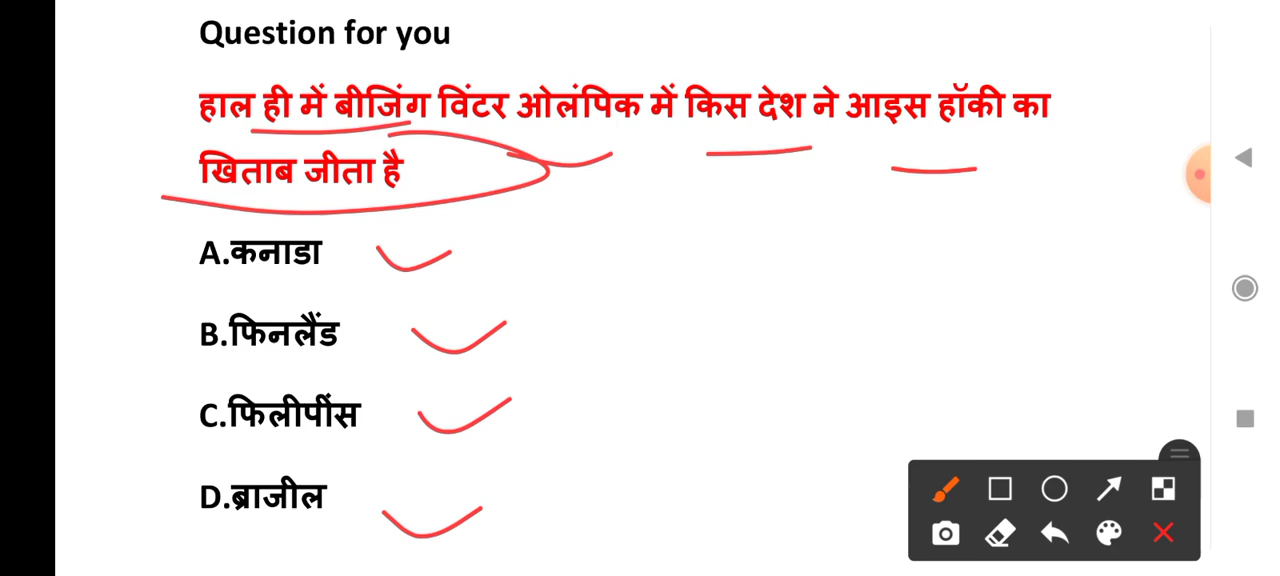 Question for you
हाल ही में बीजिंग विंटर ओलंपिक में किस देश ने आइस हॉकी का
खिताब जीता है
A.कनाडा
B.फिनलैंड
C.फिलीपींस
D.ब्राजील